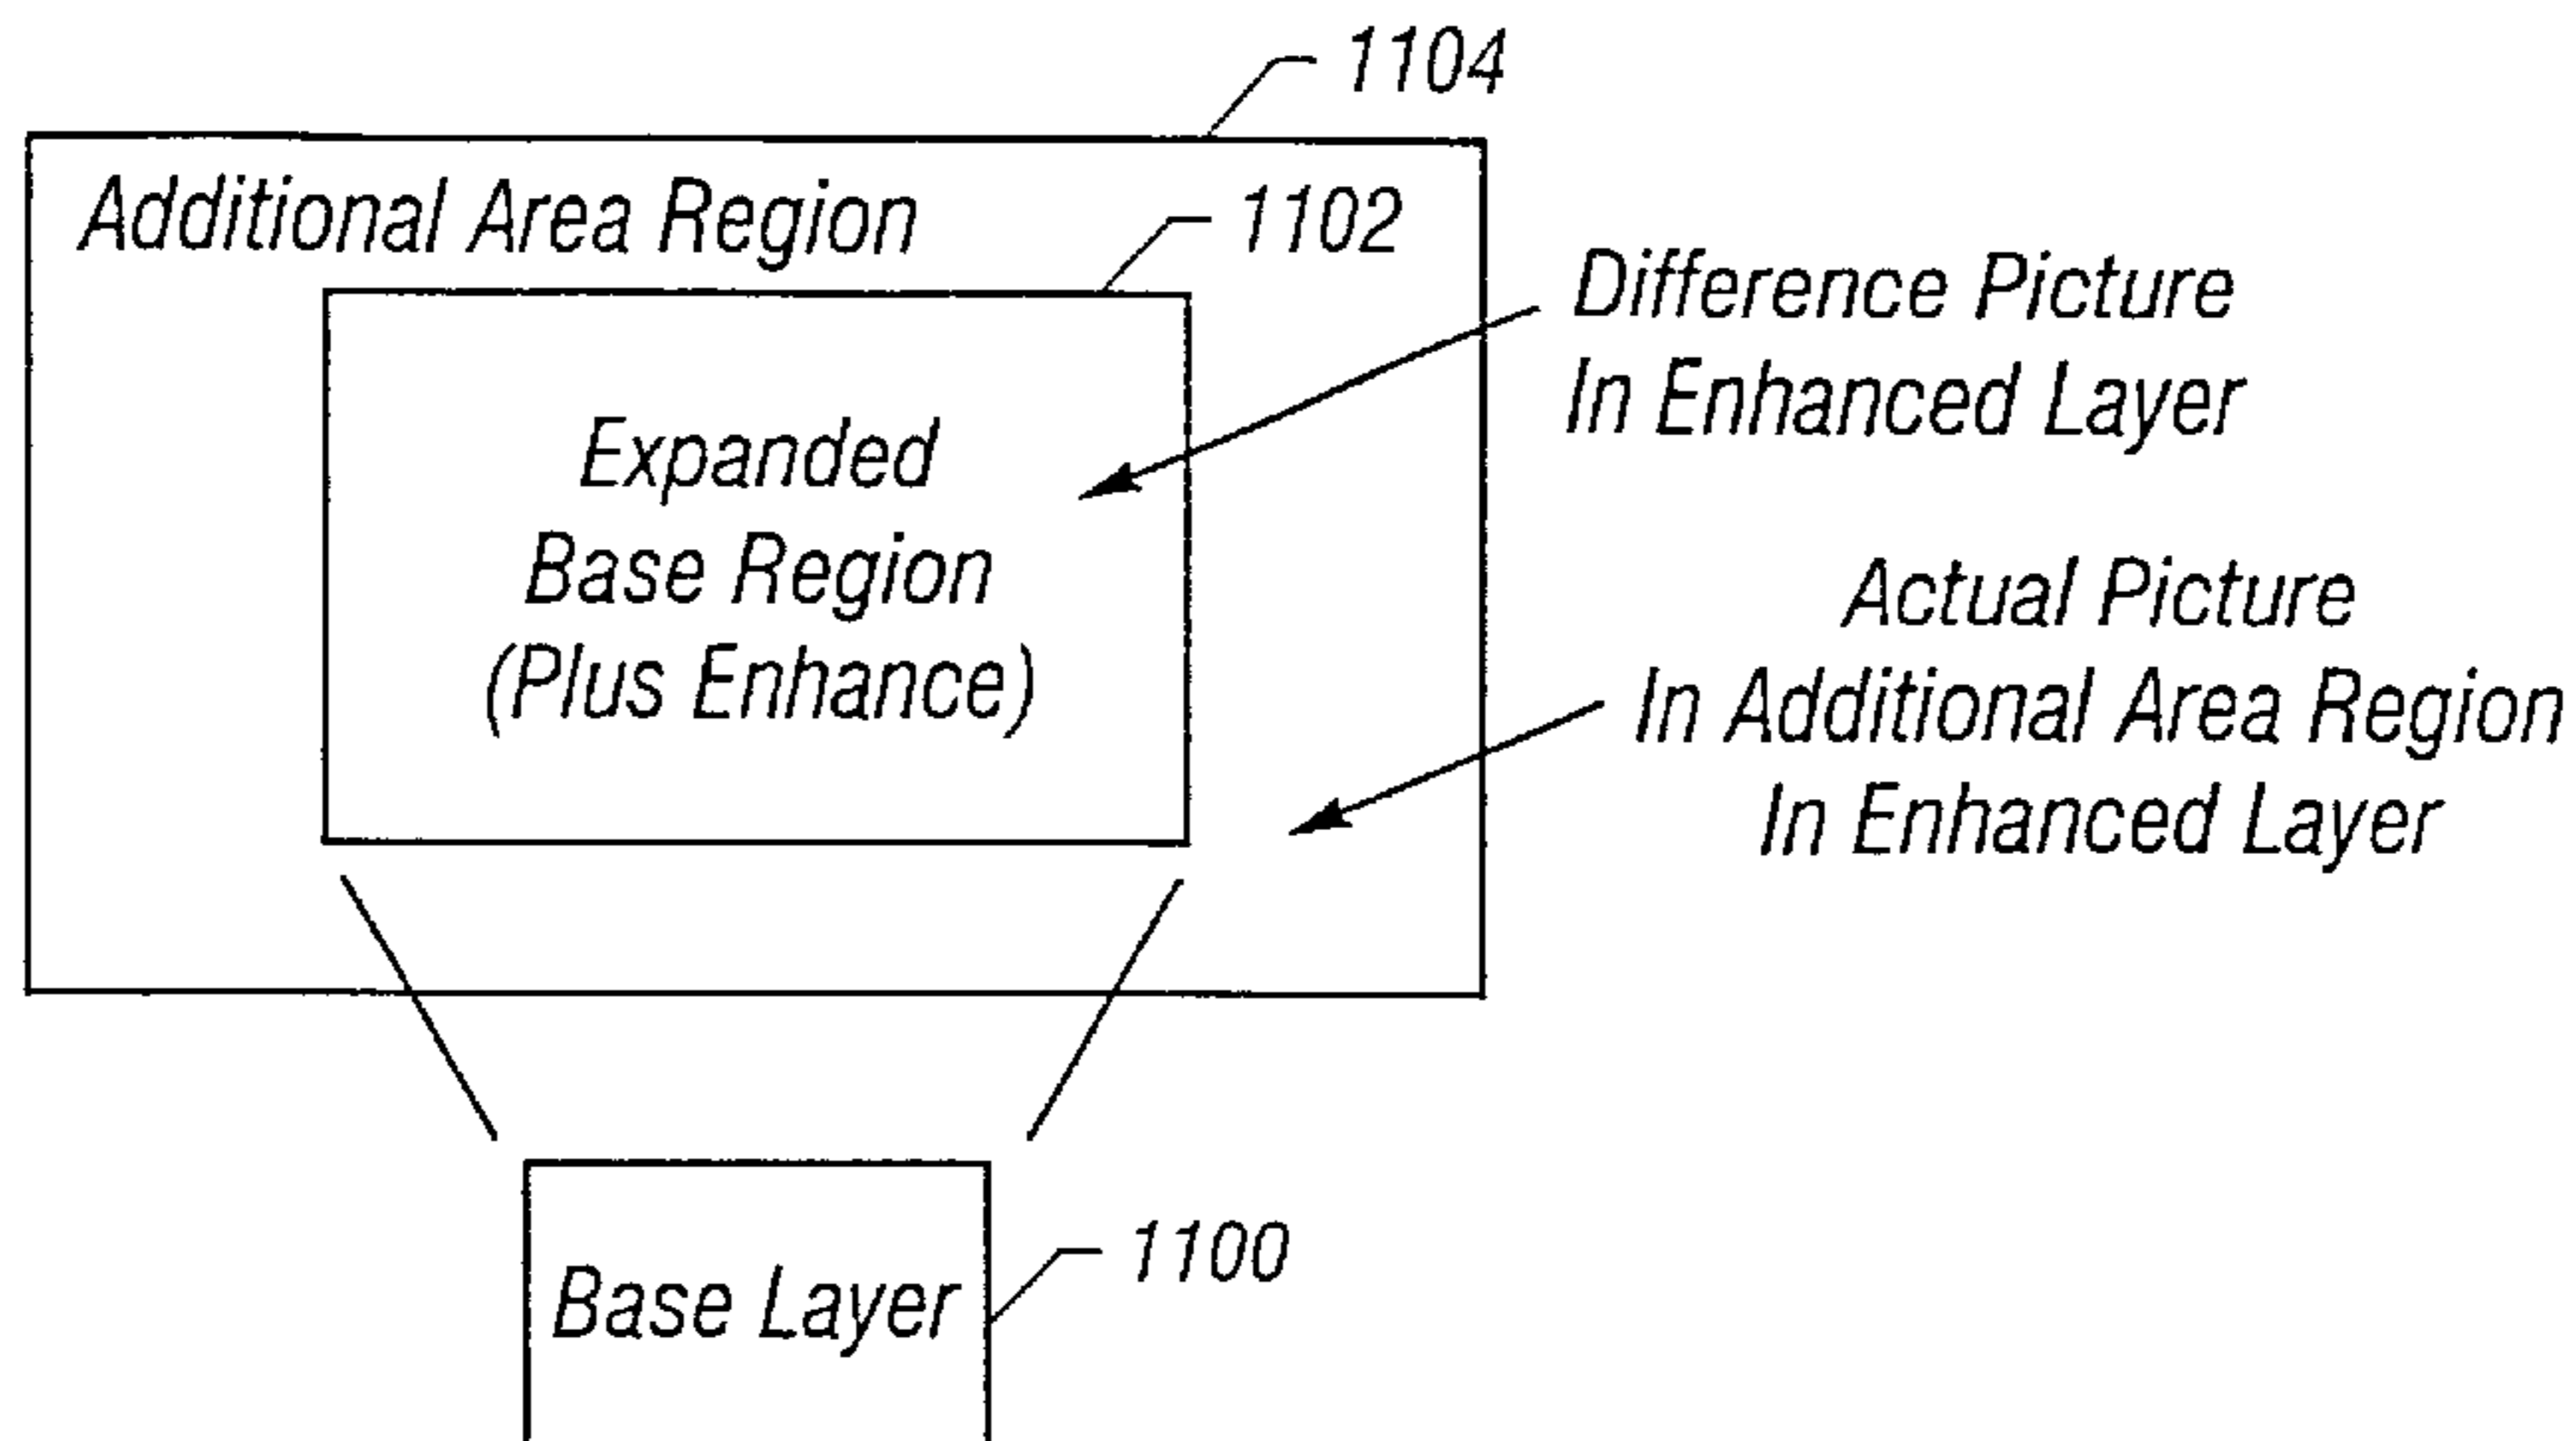 1104
Additional Area Region
1102
Difference Picture
In Enhanced Layer
Expanded
Base Region
(Plus Enhance)
Actual Picture
In Additional Area Region
In Enhanced Layer
Base Layer
1100